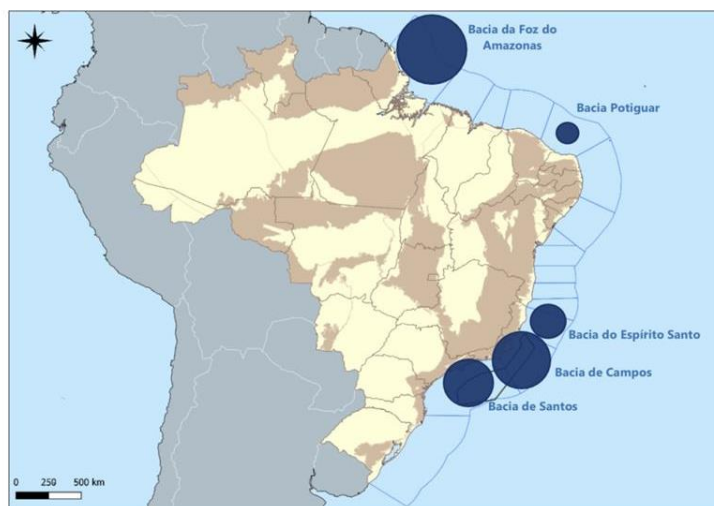 Bacia da Foz do
Amazonas
Bacia Potiguar
Bacia do Espírito Santo
Bacia de Campos
Bacia de Santos
0 250 500 km